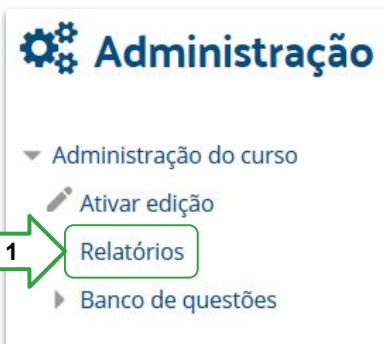 Administração
Administração do curso
Ativar edição
1 Relatórios
Banco de questões